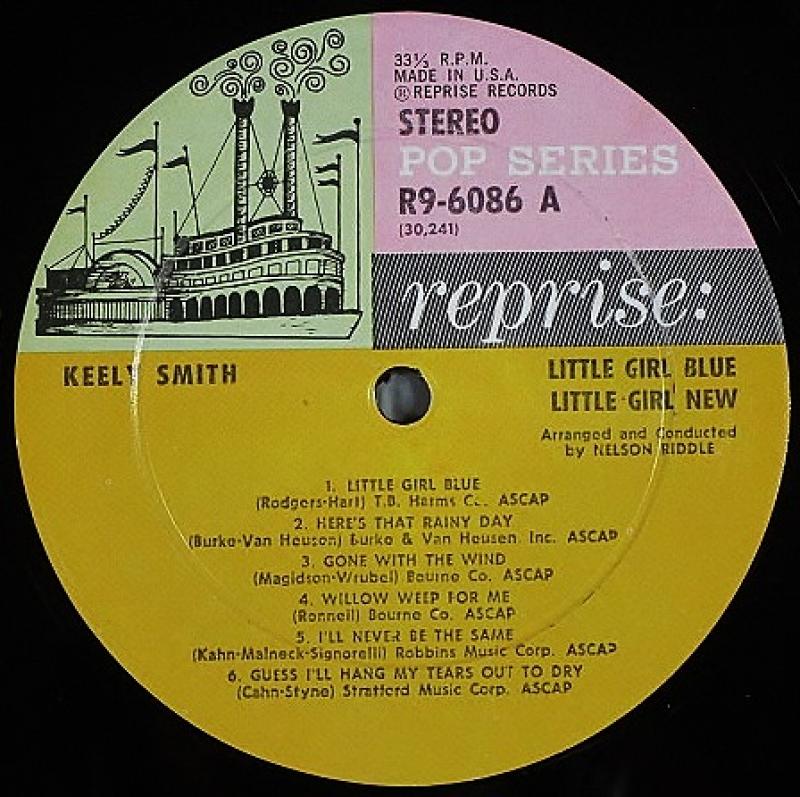 33⅓ R.P.M.
MADE IN U.S.A.
Ⓡ REPRISE RECORDS
STEREO
POP SERIES
R9-6086 A
(30,241)
reprise:
KEELY SMITH
LITTLE GIRL BLUE
LITTLE GIRL NEW
Arranged and Conducted
by NELSON RIDDLE
1. LITTLE GIRL BLUE
(Rodgers-Hart) T.B. Harms Co. ASCAP
2. HERE'S THAT RAINY DAY
(Burke-Van Heusen) Burke & Van Heusen, Inc. ASCAP
3. GONE WITH THE WIND
(Magidson-Wrubel) Bourne Co. ASCAP
4. WILLOW WEEP FOR ME
(Ronnell) Bourne Co. ASCAP
5. I'LL NEVER BE THE SAME
(Kahn-Malneck-Signorelli) Robbins Music Corp. ASCAP
6. GUESS I'LL HANG MY TEARS OUT TO DRY
(Cahn-Styne) Stratford Music Corp. ASCAP